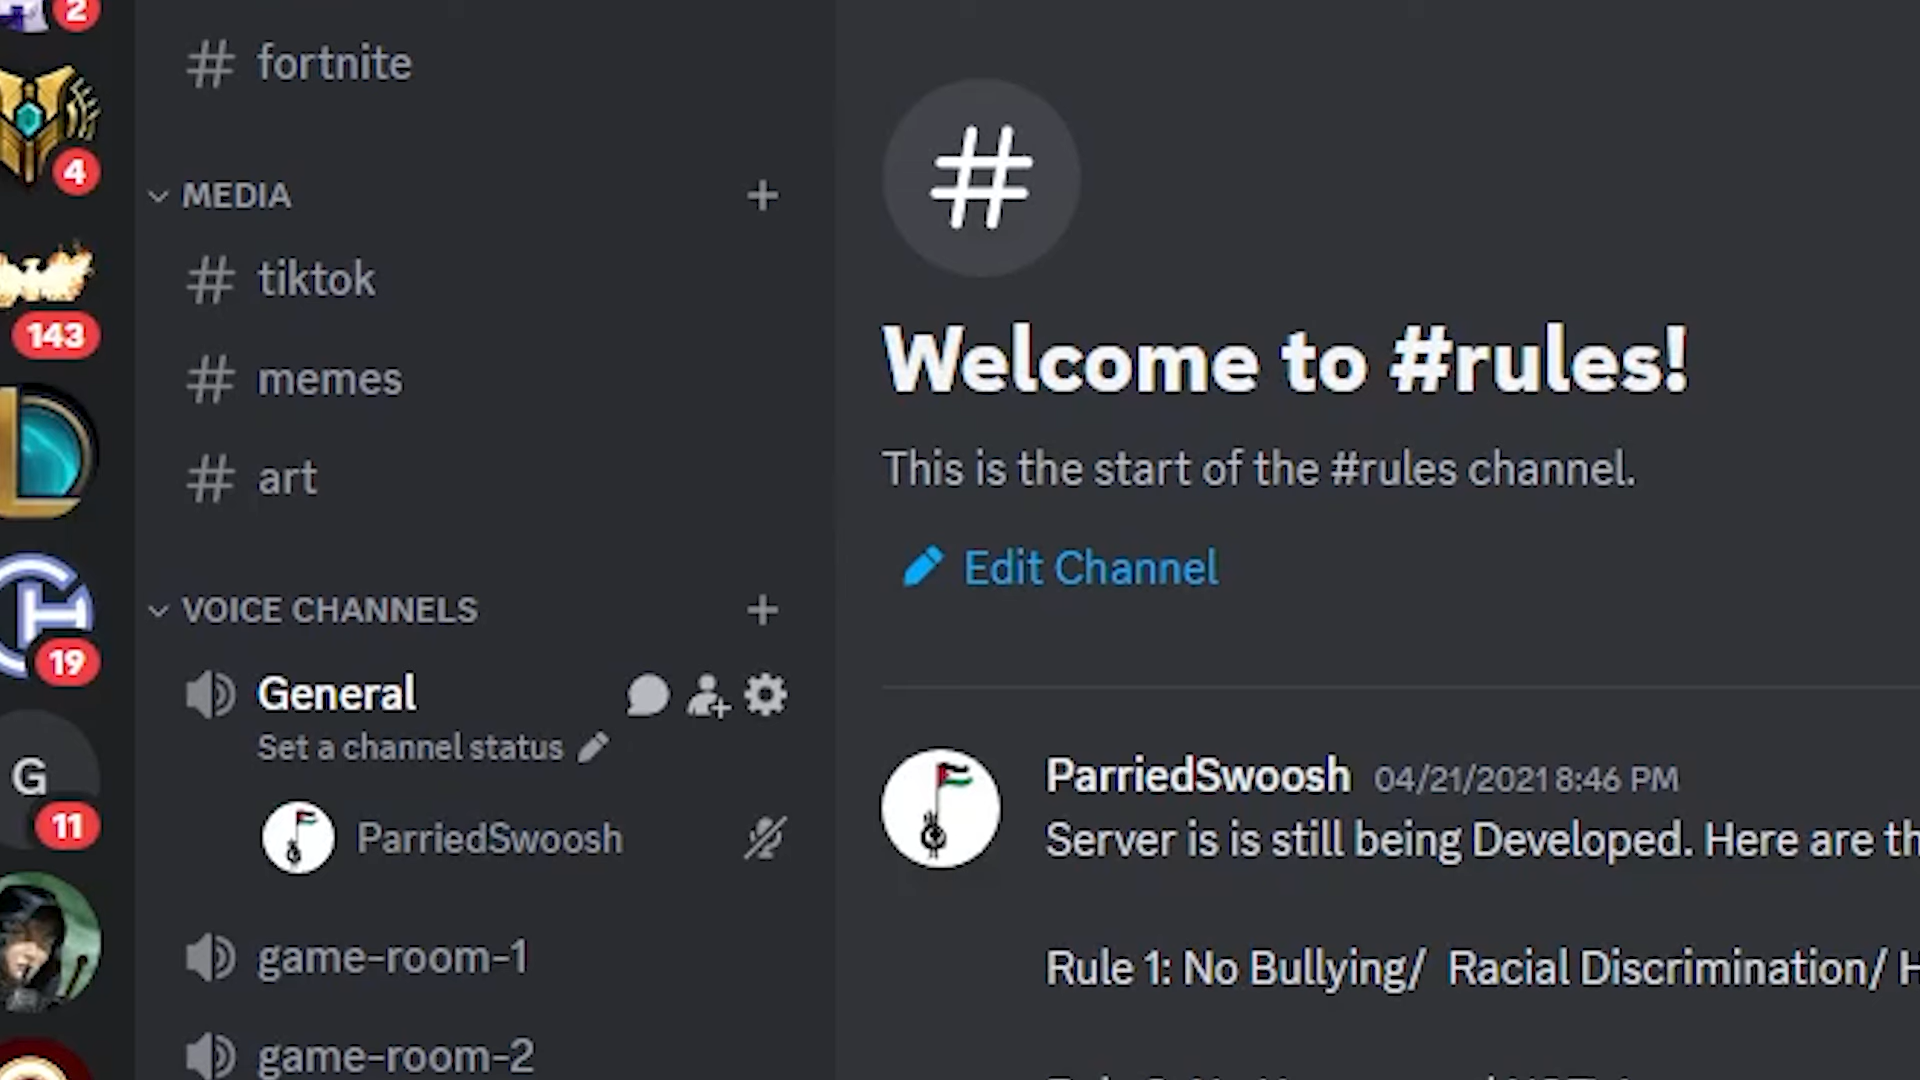 2
4
143
19
G
11
fortnite
MEDIA
tiktok
memes
art
VOICE CHANNELS
General
Set a channel status
ParriedSwoosh
game-room-1
game-room-2
#
Welcome to #rules!
This is the start of the #rules channel.
Edit Channel
ParriedSwoosh 04/21/2021 8:46 PM
Server is is still being Developed. Here are th
Rule 1: No Bullying/ Racial Discrimination/ H